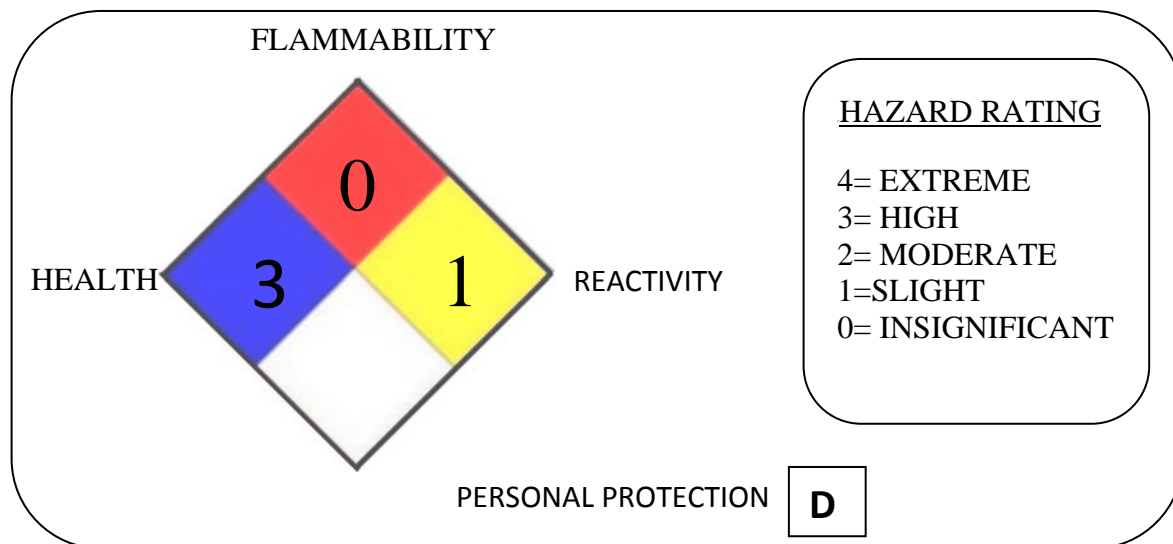 FLAMMABILITY
0
HEALTH
3
1
REACTIVITY
HAZARD RATING
4= EXTREME
3= HIGH
2= MODERATE
1=SLIGHT
0= INSIGNIFICANT
PERSONAL PROTECTION
D